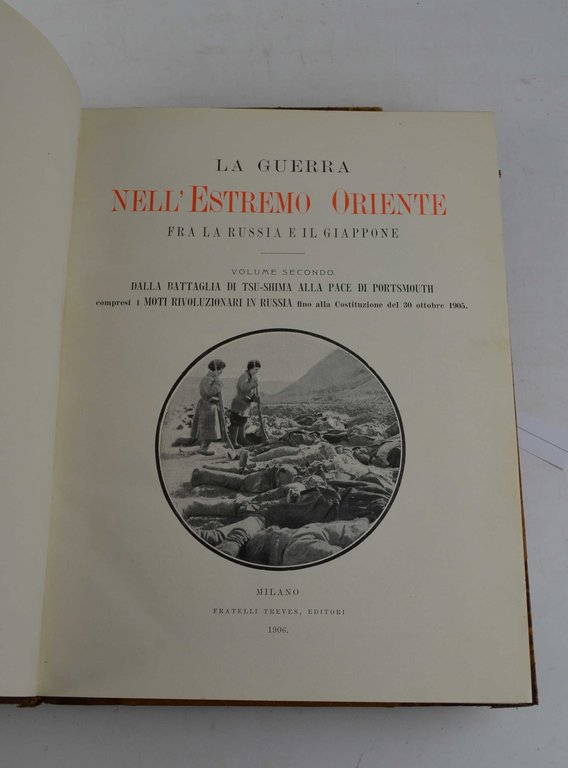 LA GUERRA
NELL'ESTREMO ORIENTE
FRA LA RUSSIA E IL GIAPPONE
VOLUME SECONDO.
DALLA BATTAGLIA DI TSU-SHIMA ALLA PACE DI PORTSMOUTH
compresi i MOTI RIVOLUZIONARI IN RUSSIA fino alla Costituzione del 30 ottobre 1905.
MILANO
FRATELLI TREVES, EDITORI
1906.